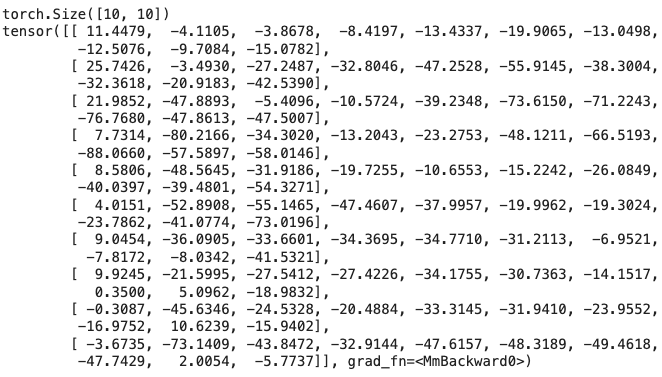 torch.Size([10, 10])
tensor([[ 11.4479,  -4.1105,  -3.8678,  -8.4197, -13.4337, -19.9065, -13.0498,
         -12.5076,  -9.7084, -15.0782],
        [ 25.7426,  -3.4930, -27.2487, -32.8046, -47.2528, -55.9145, -38.3004,
         -32.3618, -20.9183, -42.5390],
        [ 21.9852, -47.8893,  -5.4096, -10.5724, -39.2348, -73.6150, -71.2243,
         -76.7680, -47.8613, -47.5007],
        [  7.7314, -80.2166, -34.3020, -13.2043, -23.2753, -48.1211, -66.5193,
         -88.0660, -57.5897, -58.0146],
        [  8.5806, -48.5645, -31.9186, -19.7255, -10.6553, -15.2242, -26.0849,
         -40.0397, -39.4801, -54.3271],
        [  4.0151, -52.8908, -55.1465, -47.4607, -37.9957, -19.9962, -19.3024,
         -23.7862, -41.0774, -73.0196],
        [  9.0454, -36.0905, -33.6601, -34.3695, -34.7710, -31.2113,  -6.9521,
          -7.8172,  -8.0342, -41.5321],
        [  9.9245, -21.5995, -27.5412, -27.4226, -34.1755, -30.7363, -14.1517,
           0.3500,   5.0962, -18.9832],
        [ -0.3087, -45.6346, -24.5328, -20.4884, -33.3145, -31.9410, -23.9552,
         -16.9752,  10.6239, -15.9402],
        [ -3.6735, -73.1409, -43.8472, -32.9144, -47.6157, -48.3189, -49.4618,
         -47.7429,   2.0054,  -5.7737]], grad_fn=<MmBackward0>)